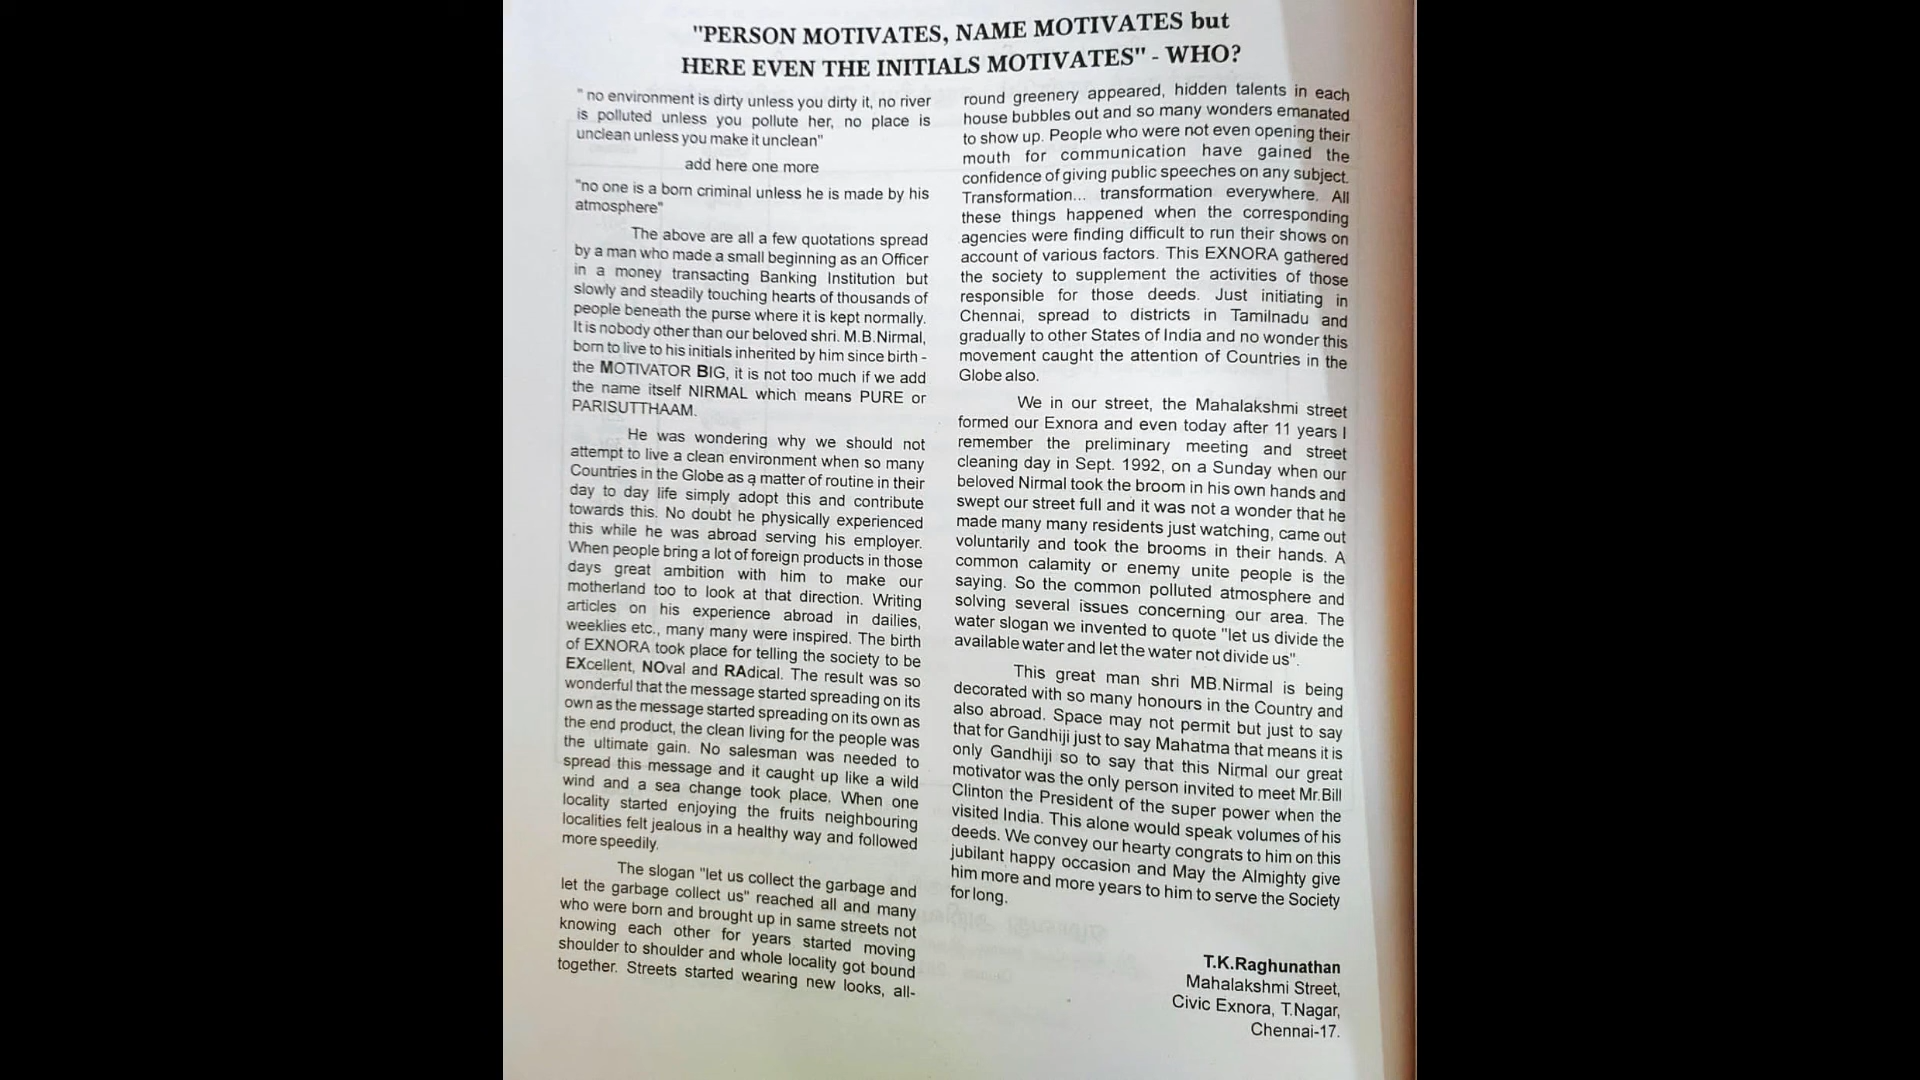 "PERSON MOTIVATES, NAME MOTIVATES but
HERE EVEN THE INITIALS MOTIVATES" - WHO?
" no environment is dirty unless you dirty it, no river
is polluted unless you pollute her, no place is
unclean unless you make it unclean"
add here one more
"no one is a born criminal unless he is made by his
atmosphere"
The above are all a few quotations spread
by a man who made a small beginning as an Officer
in a money transacting Banking Institution but
slowly and steadily touching hearts of thousands of
people beneath the purse where it is kept normally.
It is nobody other than our beloved shri. M.B.Nirmal,
born to live to his initials inherited by him since birth -
the MOTIVATOR BIG, it is not too much if we add
the name itself NIRMAL which means PURE or
PARISUTTHAAM.
He was wondering why we should not
attempt to live a clean environment when so many
Countries in the Globe as a matter of routine in their
day to day life simply adopt this and contribute
towards this. No doubt he physically experienced
this while he was abroad serving his employer.
When people bring a lot of foreign products in those
days great ambition with him to make our
motherland too to look at that direction. Writing
articles on his experience abroad in dailies,
weeklies etc., many many were inspired. The birth
of EXNORA took place for telling the society to be
EXcellent, NOval and RAdical. The result was so
wonderful that the message started spreading on its
own as the message started spreading on its own as
the end product, the clean living for the people was
the ultimate gain. No salesman was needed to
spread this message and it caught up like a wild
wind and a sea change took place. When one
locality started enjoying the fruits neighbouring
localities felt jealous in a healthy way and followed
more speedily.
The slogan "let us collect the garbage and
let the garbage collect us" reached all and many
who were born and brought up in same streets not
knowing each other for years started moving
shoulder to shoulder and whole locality got bound
together. Streets started wearing new looks, all-
round greenery appeared, hidden talents in each
house bubbles out and so many wonders emanated
to show up. People who were not even opening their
mouth for communication have gained the
confidence of giving public speeches on any subject.
Transformation... transformation everywhere. All
these things happened when the corresponding
agencies were finding difficult to run their shows on
account of various factors. This EXNORA gathered
the society to supplement the activities of those
responsible for those deeds. Just initiating in
Chennai, spread to districts in Tamilnadu and
gradually to other States of India and no wonder this
movement caught the attention of Countries in the
Globe also.
We in our street, the Mahalakshmi street
formed our Exnora and even today after 11 years I
remember the preliminary meeting and street
cleaning day in Sept. 1992, on a Sunday when our
beloved Nirmal took the broom in his own hands and
swept our street full and it was not a wonder that he
made many many residents just watching, came out
voluntarily and took the brooms in their hands. A
common calamity or enemy unite people is the
saying. So the common polluted atmosphere and
solving several issues concerning our area. The
water slogan we invented to quote "let us divide the
available water and let the water not divide us".
This great man shri MB.Nirmal is being
decorated with so many honours in the Country and
also abroad. Space may not permit but just to say
that for Gandhiji just to say Mahatma that means it is
only Gandhiji so to say that this Nirmal our great
motivator was the only person invited to meet Mr.Bill
Clinton the President of the super power when the
visited India. This alone would speak volumes of his
deeds. We convey our hearty congrats to him on this
jubilant happy occasion and May the Almighty give
him more and more years to him to serve the Society
for long.
T.K.Raghunathan
Mahalakshmi Street,
Civic Exnora, T.Nagar,
Chennai-17.